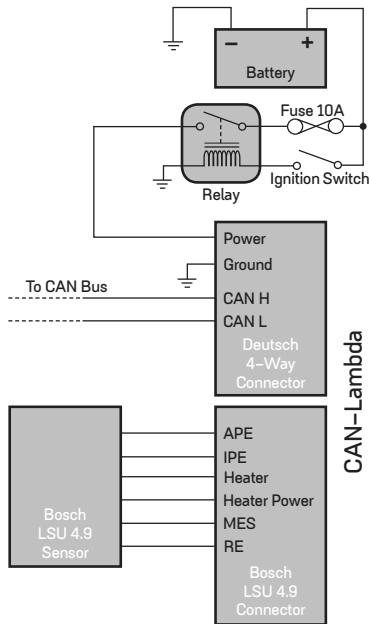 – +
Battery
Fuse 10A
Ignition Switch
Relay
Power
Ground
To CAN Bus
CAN H
CAN L
Deutsch
4–Way
Connector
CAN–Lambda
APE
IPE
Heater
Heater Power
MES
RE
Bosch
LSU 4.9
Sensor
Bosch
LSU 4.9
Connector